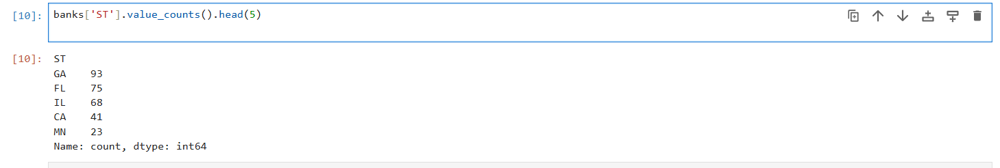 [10]: banks['ST'].value_counts().head(5)
[10]: ST
GA    93
FL    75
IL    68
CA    41
MN    23
Name: count, dtype: int64